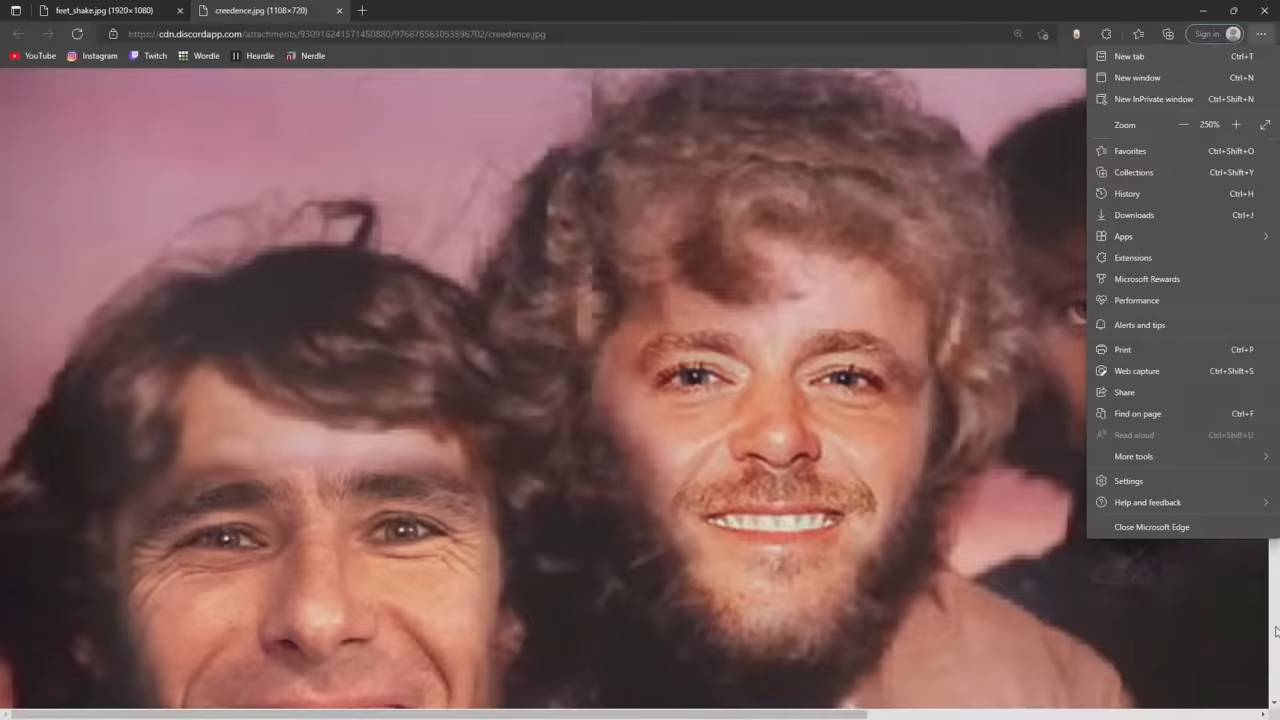 feet_shake.jpg (1920×1080)
creedence.jpg (1108×720)
https://cdn.discordapp.com/attachments/930916241571450880/976676563053596702/creedence.jpg
Sign in
YouTube
Instagram
Twitch
Wordle
Heardle
Nerdle
New tab Ctrl+T
New window Ctrl+N
New InPrivate window Ctrl+Shift+N
Zoom 250%
Favorites Ctrl+Shift+O
Collections Ctrl+Shift+Y
History Ctrl+H
Downloads Ctrl+J
Apps
Extensions
Microsoft Rewards
Performance
Alerts and tips
Print Ctrl+P
Web capture Ctrl+Shift+S
Share
Find on page Ctrl+F
Read aloud Ctrl+Shift+U
More tools
Settings
Help and feedback
Close Microsoft Edge